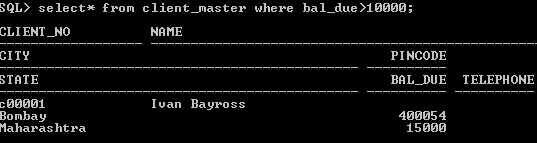 SQL> select* from client_master where bal_due>10000;
CLIENT_NO NAME
CITY PINCODE
STATE BAL_DUE TELEPHONE
c00001 Ivan Bayross
Bombay 400054
Maharashtra 15000